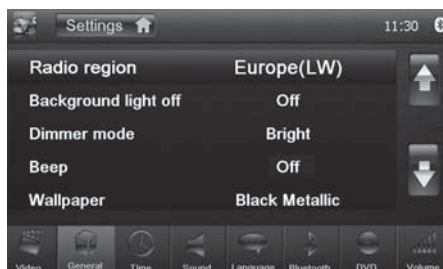 Settings 11:30
Radio region Europe(LW)
Background light off Off
Dimmer mode Bright
Beep Off
Wallpaper Black Metallic
Video General Time Sound Language Bluetooth DVD Volume